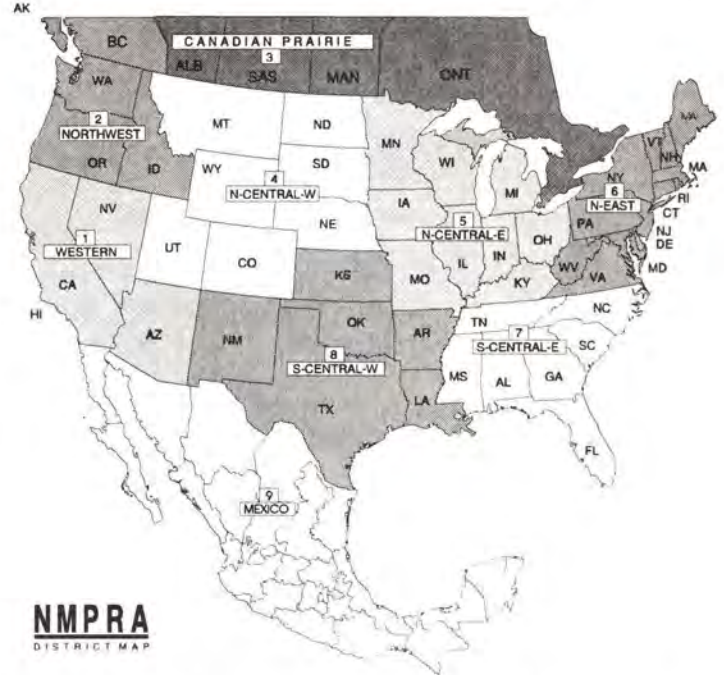 AK
BC
CANADIAN PRAIRIE
3
ALB
SAS
MAN
ONT
WA
2
NORTHWEST
OR
ID
MT
ND
MN
WY
SD
4
N-CENTRAL-W
NE
IA
WI
MI
5
N-CENTRAL-E
IL
IN
OH
VT
NH
MA
NY
6
N-EAST
RI
CT
PA
NJ
DE
MD
WV
VA
NV
1
WESTERN
CA
HI
UT
CO
KS
MO
KY
AZ
NM
OK
AR
TN
NC
7
S-CENTRAL-E
SC
8
S-CENTRAL-W
TX
LA
MS
AL
GA
FL
9
MEXICO
NMPRA
DISTRICT MAP